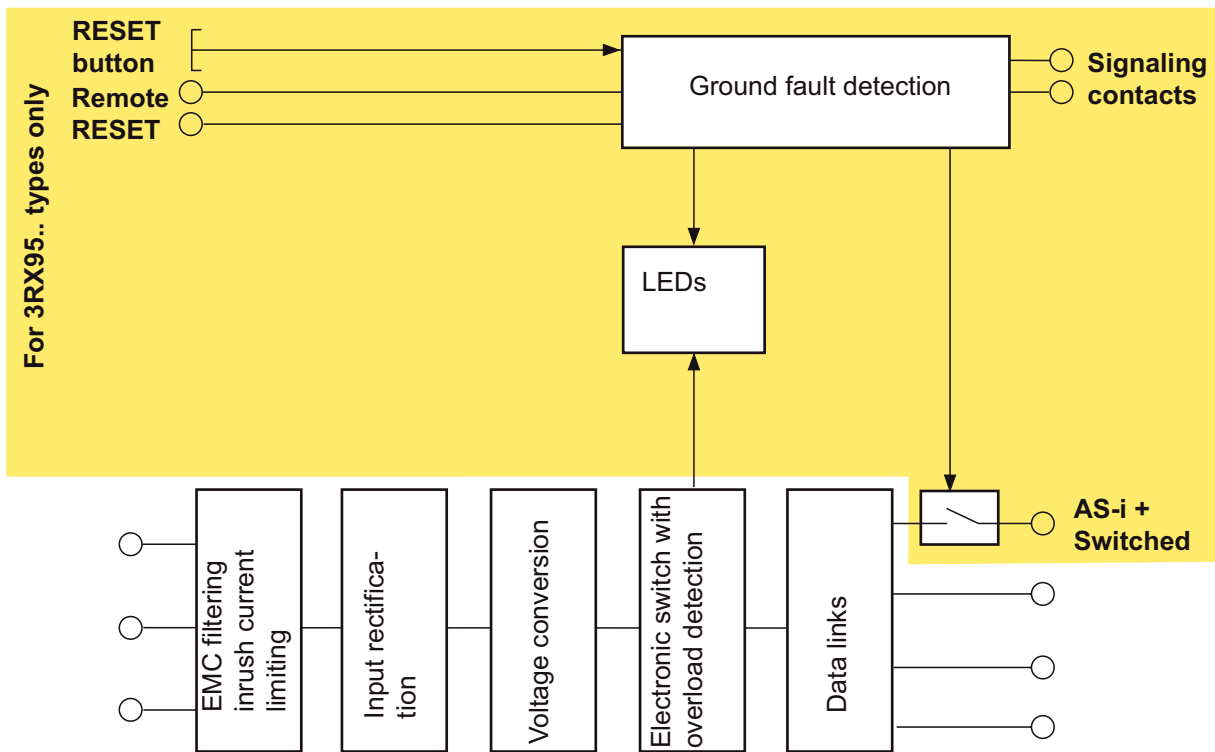 RESET
button
Remote
RESET
Ground fault detection
Signaling
contacts
For 3RX95.. types only
LEDs
AS-i +
Switched
EMC filtering
inrush current
limiting
Input rectifica-
tion
Voltage conversion
Electronic switch with
overload detection
Data links